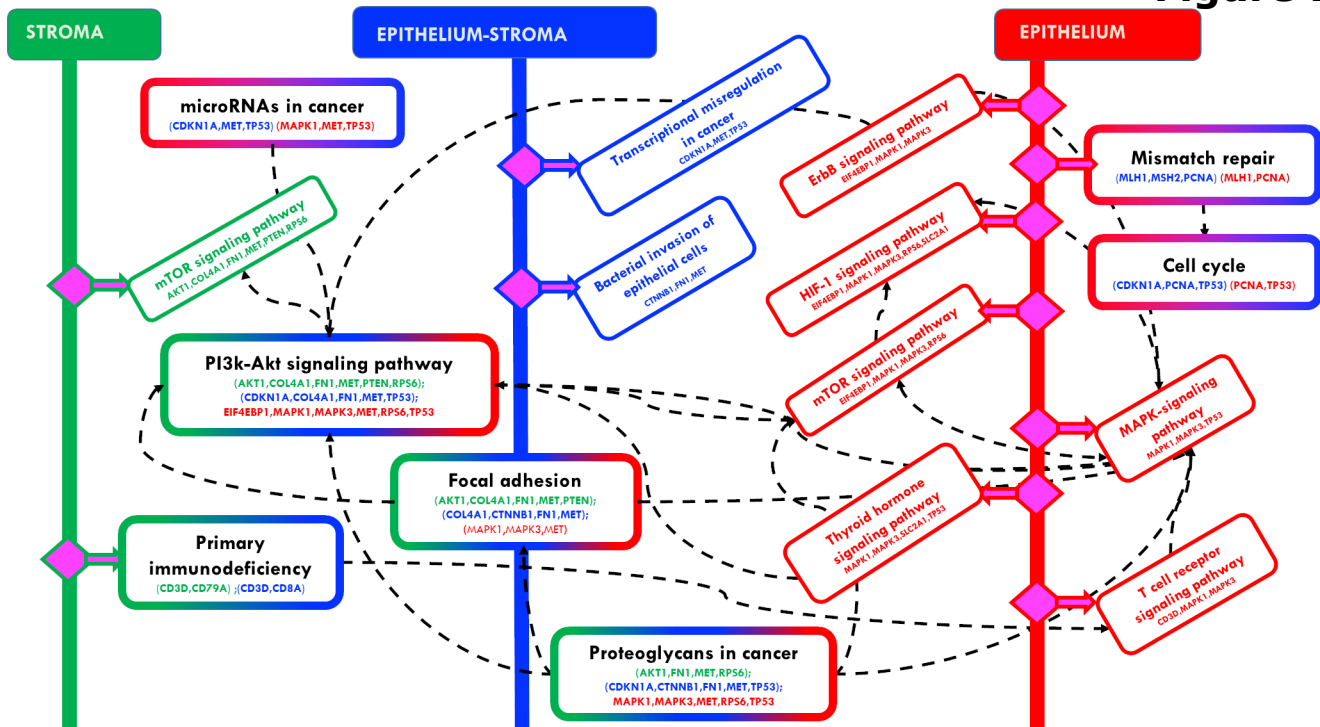 STROMA
EPITHELIUM-STROMA
EPITHELIUM
microRNAs in cancer
(CDKN1A,MET,TP53) (MAPK1,MET,TP53)
Transcriptional misregulation
in cancer
CDKN1A,MET,TP53
ErbB signaling pathway
EIF4EBP1,MAPK1,MAPK3
Mismatch repair
(MLH1,MSH2,PCNA) (MLH1,PCNA)
mTOR signaling pathway
AKT1,COL4A1,FN1,MET,PTEN,RPS6
Bacterial invasion of
epithelial cells
CTNNB1,FN1,MET
HIF-1 signaling pathway
EIF4EBP1,MAPK1,MAPK3,RPS6,SLC2A1
Cell cycle
(CDKN1A,PCNA,TP53) (PCNA,TP53)
PI3k-Akt signaling pathway
(AKT1,COL4A1,FN1,MET,PTEN,RPS6);
(CDKN1A,COL4A1,FN1,MET,TP53);
EIF4EBP1,MAPK1,MAPK3,MET,RPS6,TP53
mTOR signaling pathway
EIF4EBP1,MAPK1,MAPK3,RPS6
MAPK-signaling
pathway
MAPK1,MAPK3,TP53
Focal adhesion
(AKT1,COL4A1,FN1,MET,PTEN);
(COL4A1,CTNNB1,FN1,MET);
(MAPK1,MAPK3,MET)
Thyroid hormone
signaling pathway
MAPK1,MAPK3,SLC2A1,TP53
Primary
immunodeficiency
(CD3D,CD79A) ;(CD3D,CD8A)
T cell receptor
signaling pathway
CD3D,MAPK1,MAPK3
Proteoglycans in cancer
(AKT1,FN1,MET,RPS6);
(CDKN1A,CTNNB1,FN1,MET,TP53);
MAPK1,MAPK3,MET,RPS6,TP53